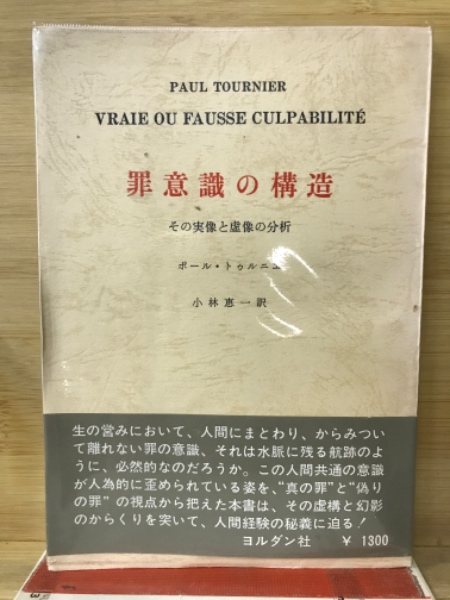 PAUL TOURNIER
VRAIE OU FAUSSE CULPABILITÉ
罪意識の構造
その実像と虚像の分析
ポール・トゥルニエ
小林惠一訳
生の営みにおいて、人間にまとわり、からみつい
て離れない罪の意識、それは水脈に残る航跡のよ
うに、必然的なのだろうか。この人間共通の意識
が人為的に歪められている姿を、“真の罪”と“偽り
の罪”の視点から把えた本書は、その虚構と幻影
のからくりを突いて、人間経験の秘義に迫る！
ヨルダン社 ¥ 1300